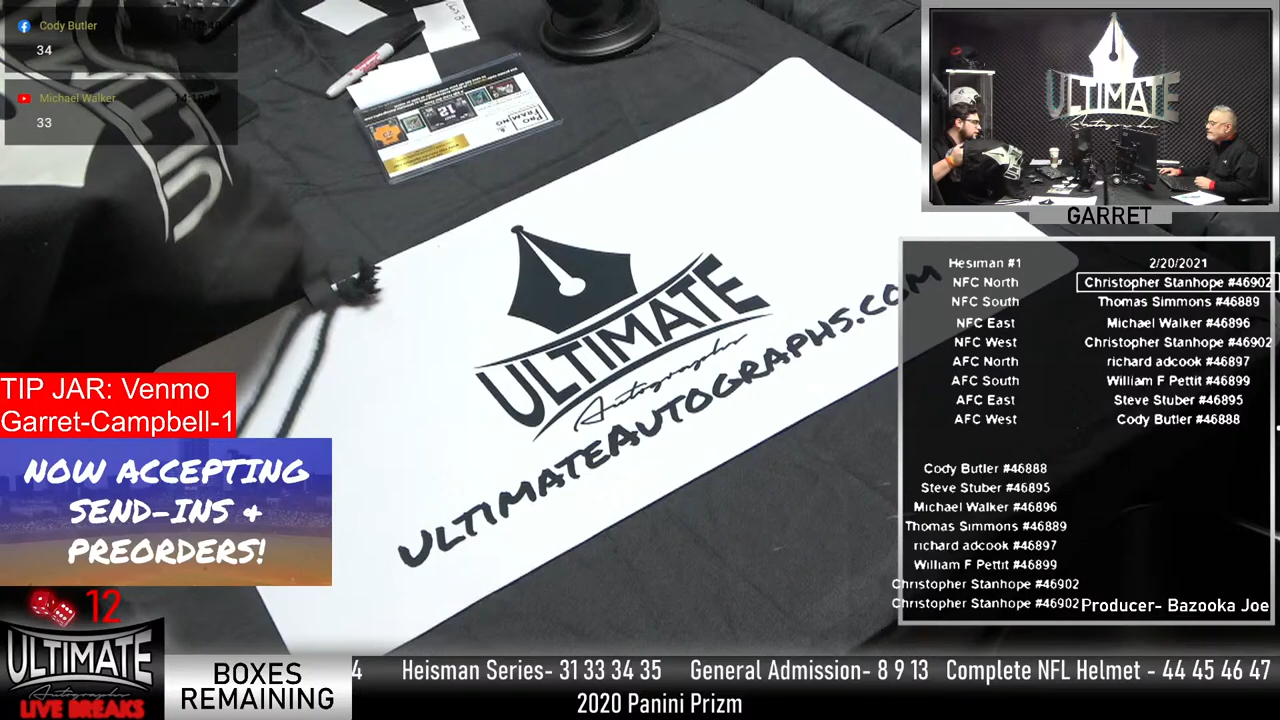 Cody Butler
34
Michael Walker
33
PRO
FRAMING
ULTIMATE
Autographs
ULTIMATEAUTOGRAPHS.COM
ULTIMATE
Autographs
GARRET
Hesiman #1 2/20/2021
NFC North Christopher Stanhope #46902
NFC South Thomas Simmons #46889
NFC East Michael Walker #46896
NFC West Christopher Stanhope #46902
AFC North richard adcook #46897
AFC South William F Pettit #46899
AFC East Steve Stuber #46895
AFC West Cody Butler #46888
Cody Butler #46888
Steve Stuber #46895
Michael Walker #46896
Thomas Simmons #46889
richard adcook #46897
William F Pettit #46899
Christopher Stanhope #46902
Christopher Stanhope #46902
Producer- Bazooka Joe
TIP JAR: Venmo
Garret-Campbell-1
NOW ACCEPTING
SEND-INS +
PREORDERS!
12
ULTIMATE
Autographs
LIVE BREAKS
BOXES
REMAINING
4 Heisman Series- 31 33 34 35 General Admission- 8 9 13 Complete NFL Helmet - 44 45 46 47
2020 Panini Prizm